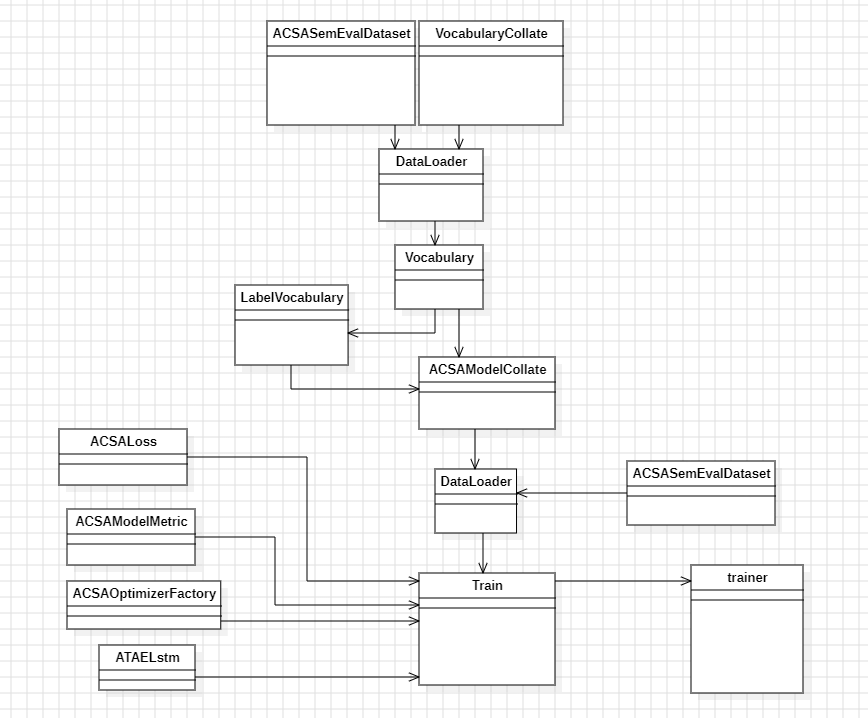 ACSASemEvalDataset
VocabularyCollate
DataLoader
Vocabulary
LabelVocabulary
ACSAModelCollate
ACSALoss
DataLoader
ACSASemEvalDataset
ACSAModelMetric
ACSAOptimizerFactory
Train
trainer
ATAELstm